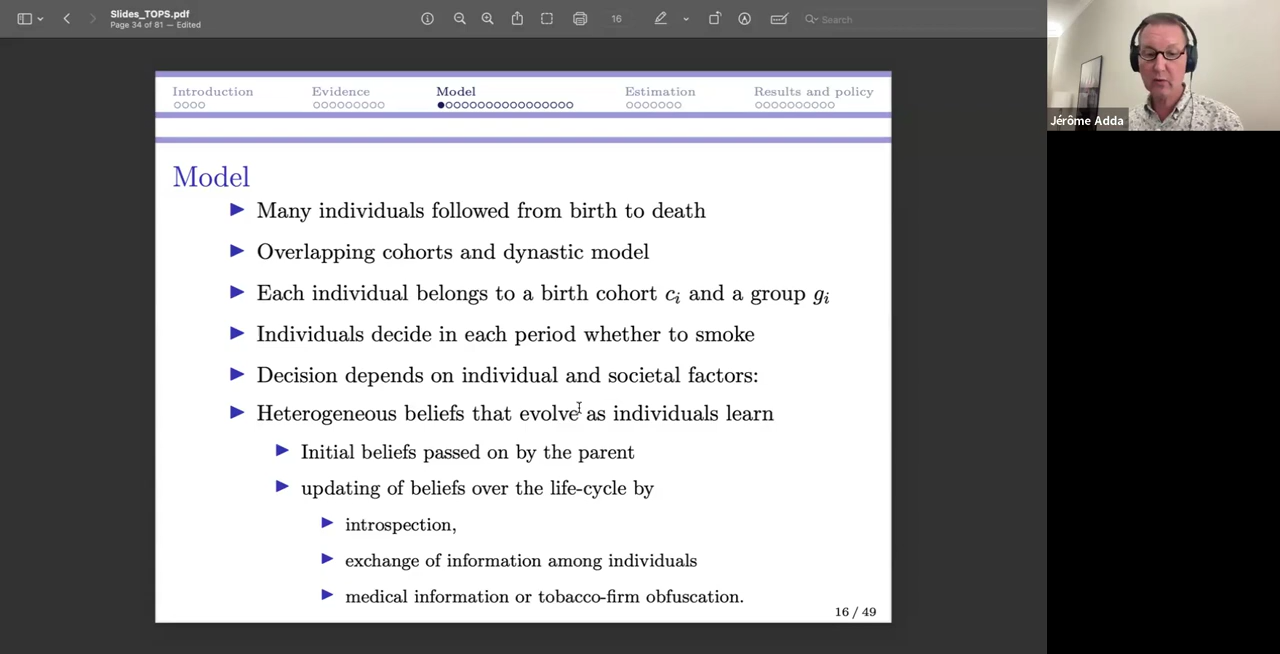 Slides_TOPS.pdf
Page 34 of 81 — Edited
16
Search
Introduction Evidence Model Estimation Results and policy
Model
Many individuals followed from birth to death
Overlapping cohorts and dynastic model
Each individual belongs to a birth cohort c_i and a group g_i
Individuals decide in each period whether to smoke
Decision depends on individual and societal factors:
Heterogeneous beliefs that evolve as individuals learn
Initial beliefs passed on by the parent
updating of beliefs over the life-cycle by
introspection,
exchange of information among individuals
medical information or tobacco-firm obfuscation.
16 / 49
Jérôme Adda